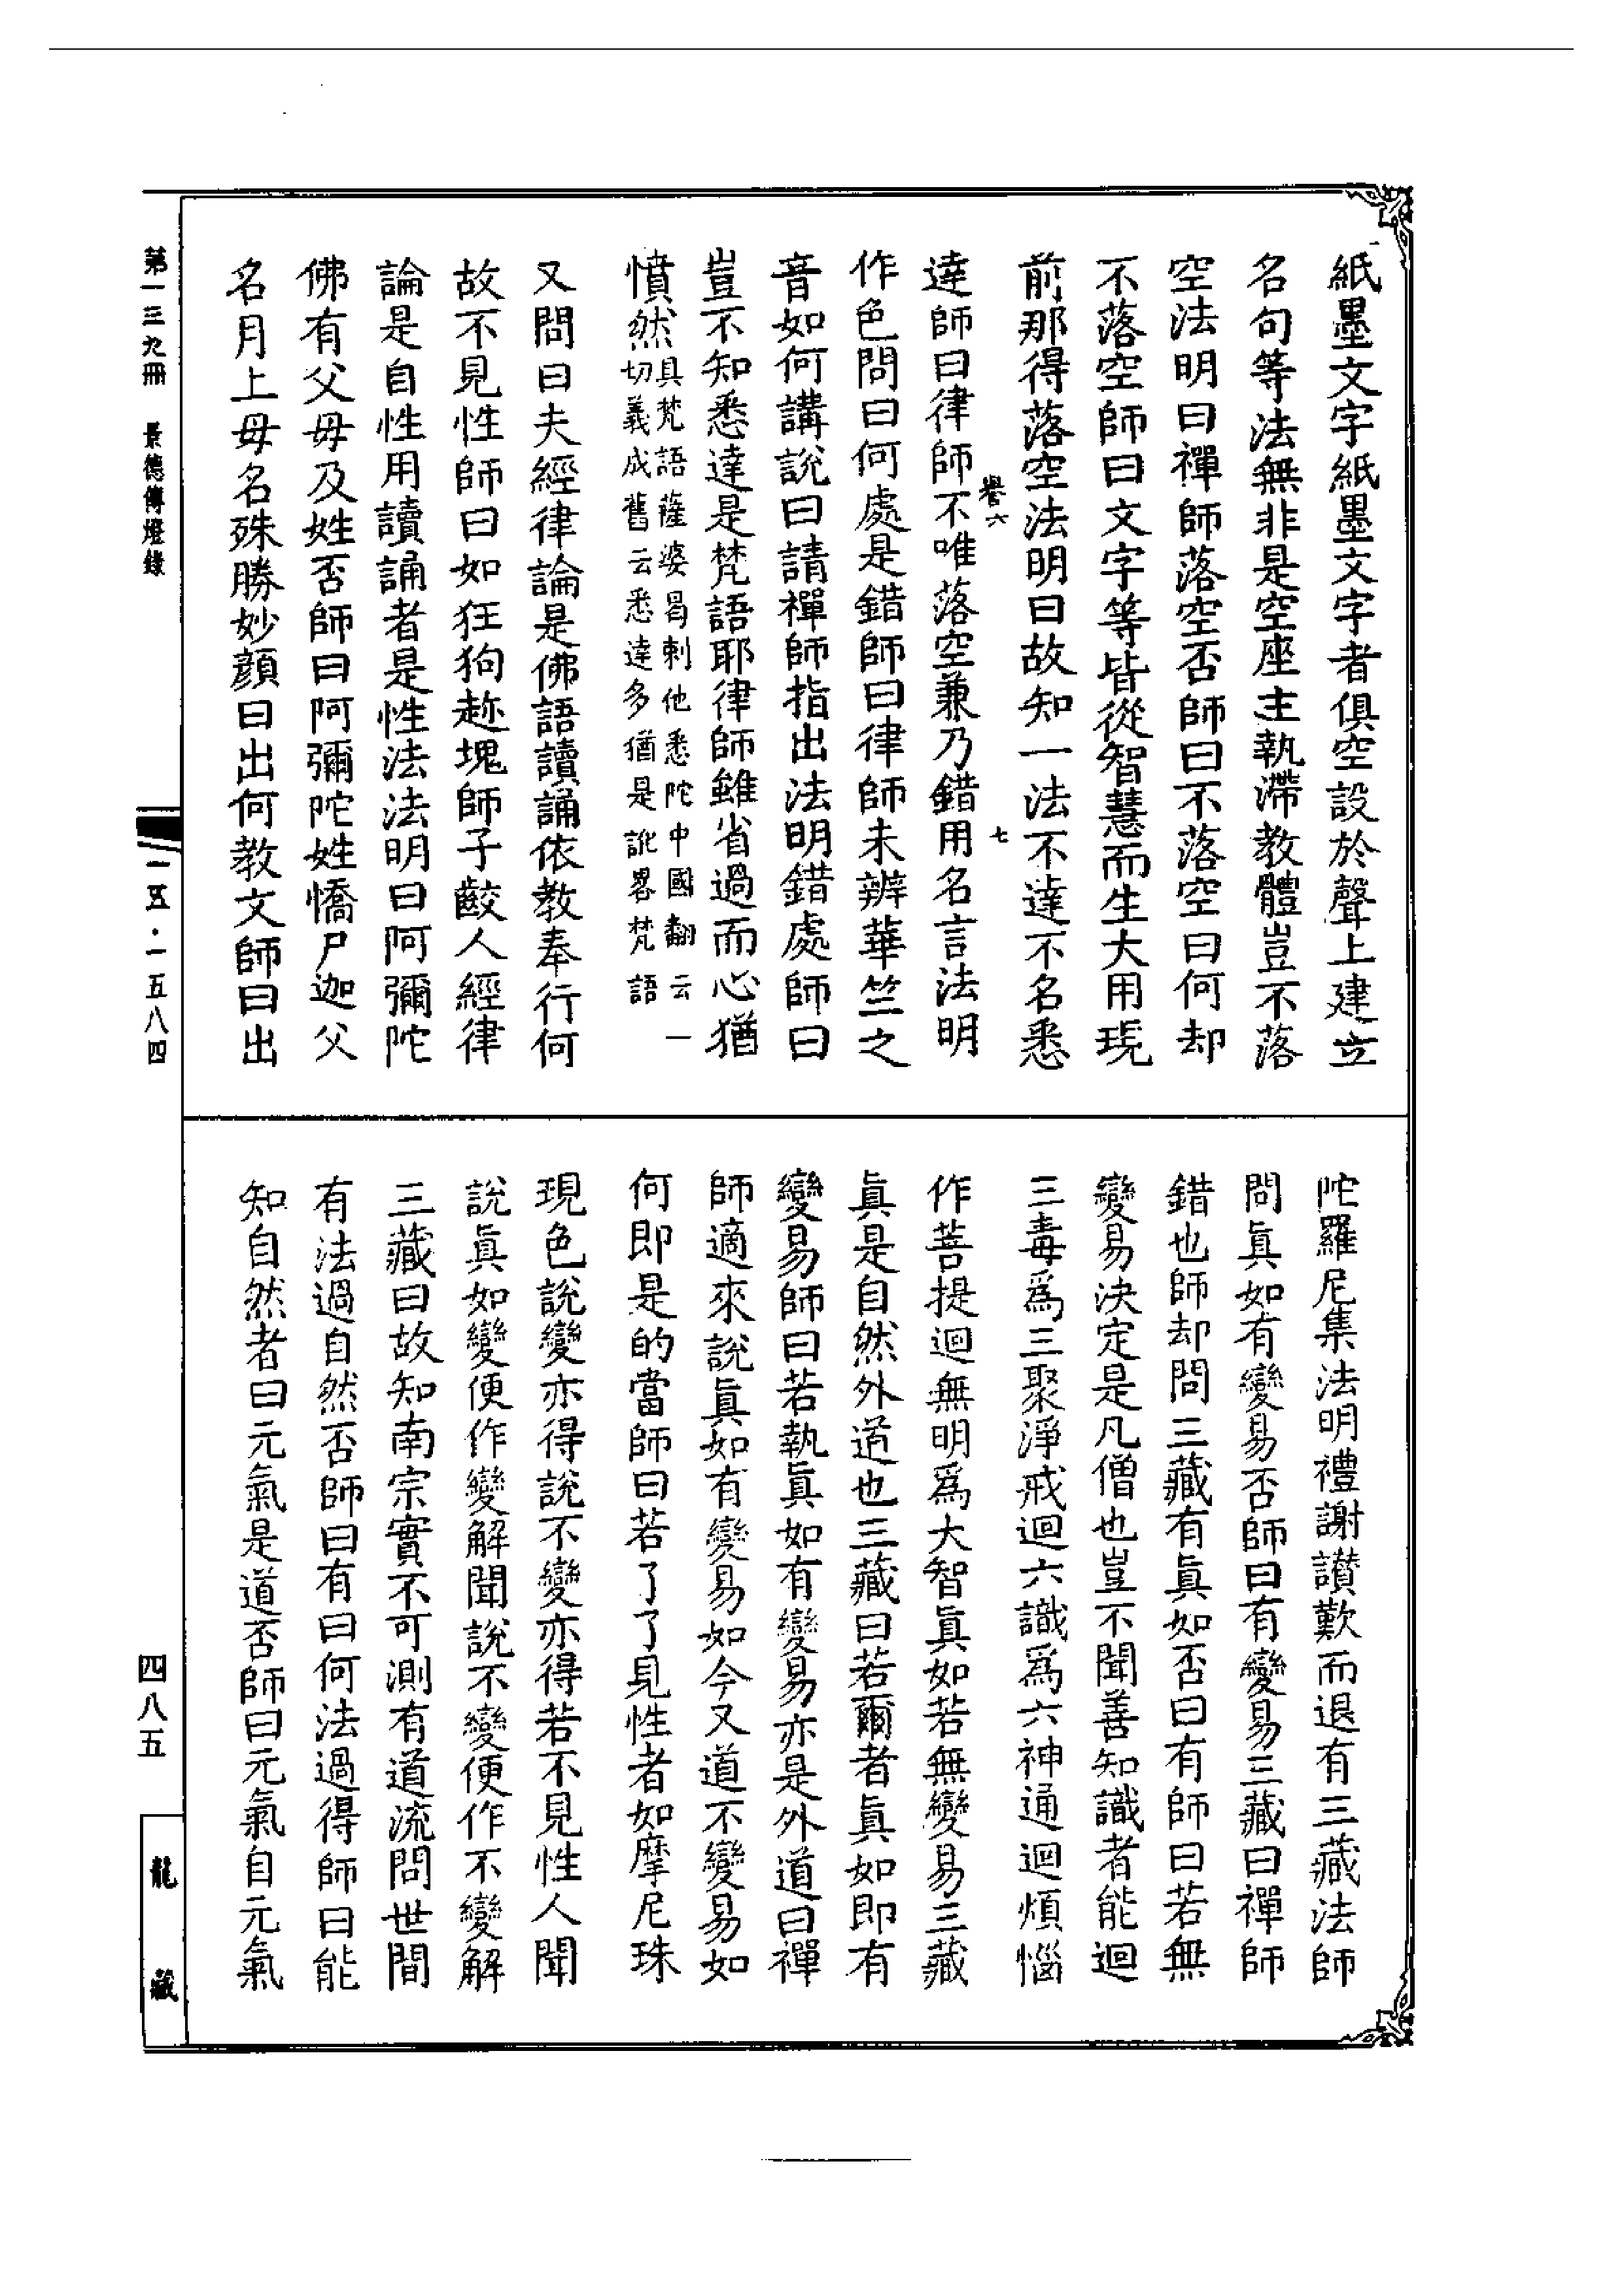 紙墨文字紙墨文字者俱空設於聲上建立
名句等法無非是空座主執滯教體豈不落
空法明曰禪師落空否師曰不落空曰何却
不落空師曰文字等皆從智慧而生大用現
前那得落空法明曰故知一法不達不名悉
卷六 七
達師曰律師不唯落空兼乃錯用名言法明
作色問曰何處是錯師曰律師未辨華竺之
音如何講說曰請禪師指出法明錯處師曰
豈不知悉達是梵語耶律師雖省過而心猶
憤然
具梵語薩婆曷剌他悉陀中國翻云一
切義成舊云悉達多猶是訛畧梵語
又問曰夫經律論是佛語讀誦依教奉行何
故不見性師曰如狂狗趂塊師子齩人經律
論是自性用讀誦者是性法法明曰阿彌陀
佛有父母及姓否師曰阿彌陀姓憍尸迦父
名月上母名殊勝妙顏曰出何教文師曰出
陀羅尼集法明禮謝讃歎而退有三藏法師
問眞如有變易否師曰有變易三藏曰禪師
錯也師却問三藏有眞如否曰有師曰若無
變易決定是凡僧也豈不聞善知識者能迴
三毒爲三聚淨戒迴六識爲六神通迴煩惱
作菩提迴無明爲大智眞如若無變易三藏
眞是自然外道也三藏曰若爾者眞如即有
變易師曰若執眞如有變易亦是外道曰禪
師適來說眞如有變易如今又道不變易如
何即是的當師曰若了了見性者如摩尼珠
現色說變亦得說不變亦得若不見性人聞
說眞如變便作變解聞說不變便作不變解
三藏曰故知南宗實不可測有道流問世間
有法過自然否師曰有曰何法過得師曰能
知自然者曰元氣是道否師曰元氣自元氣
第一三九冊 景德傳燈錄
一五·一五八四
四八五
龍藏